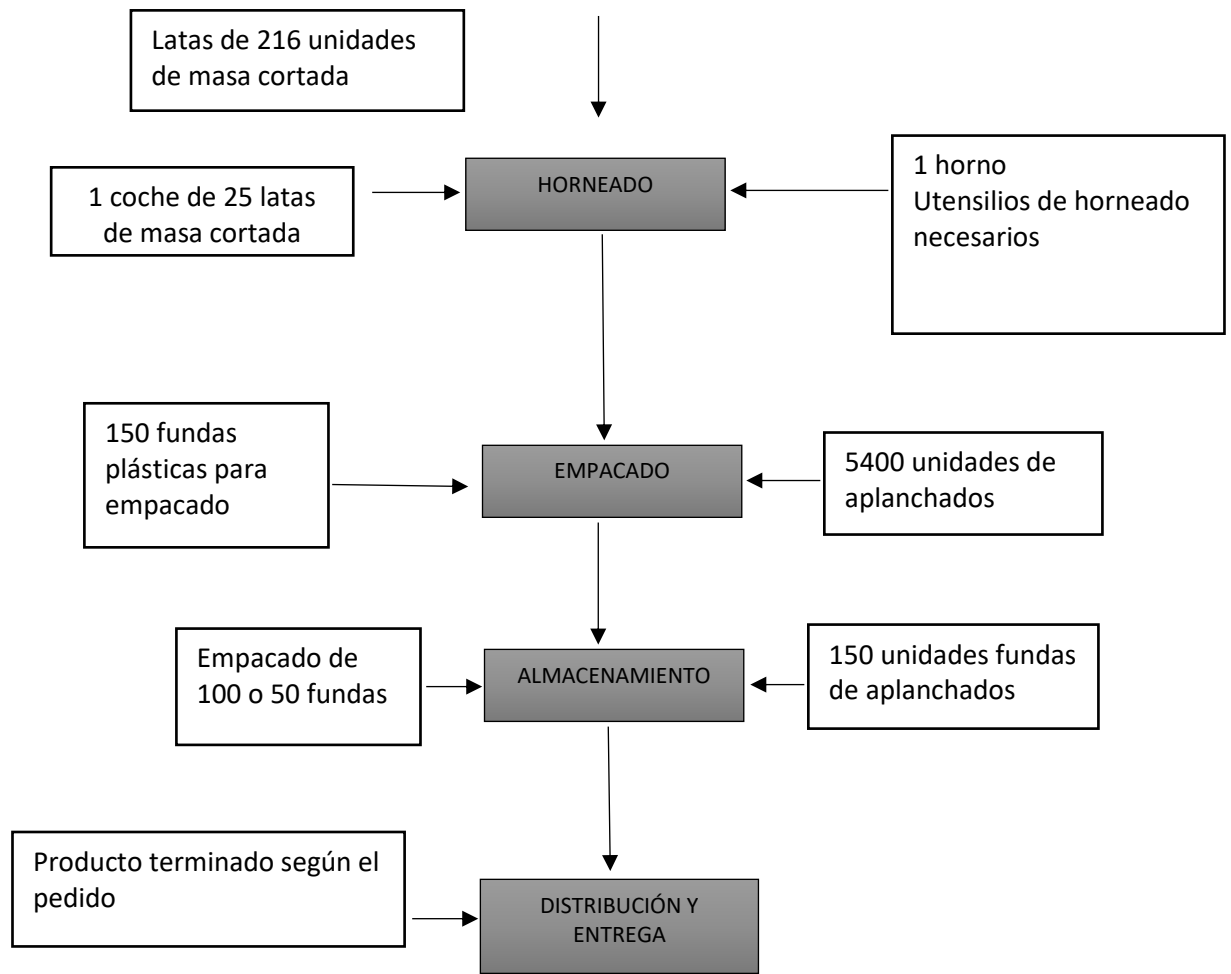 Latas de 216 unidades
de masa cortada
HORNEADO
1 coche de 25 latas
de masa cortada
1 horno
Utensilios de horneado
necesarios
150 fundas
plásticas para
empacado
EMPACADO
5400 unidades de
aplanchados
Empacado de
100 o 50 fundas
ALMACENAMIENTO
150 unidades fundas
de aplanchados
Producto terminado según el
pedido
DISTRIBUCIÓN Y
ENTREGA